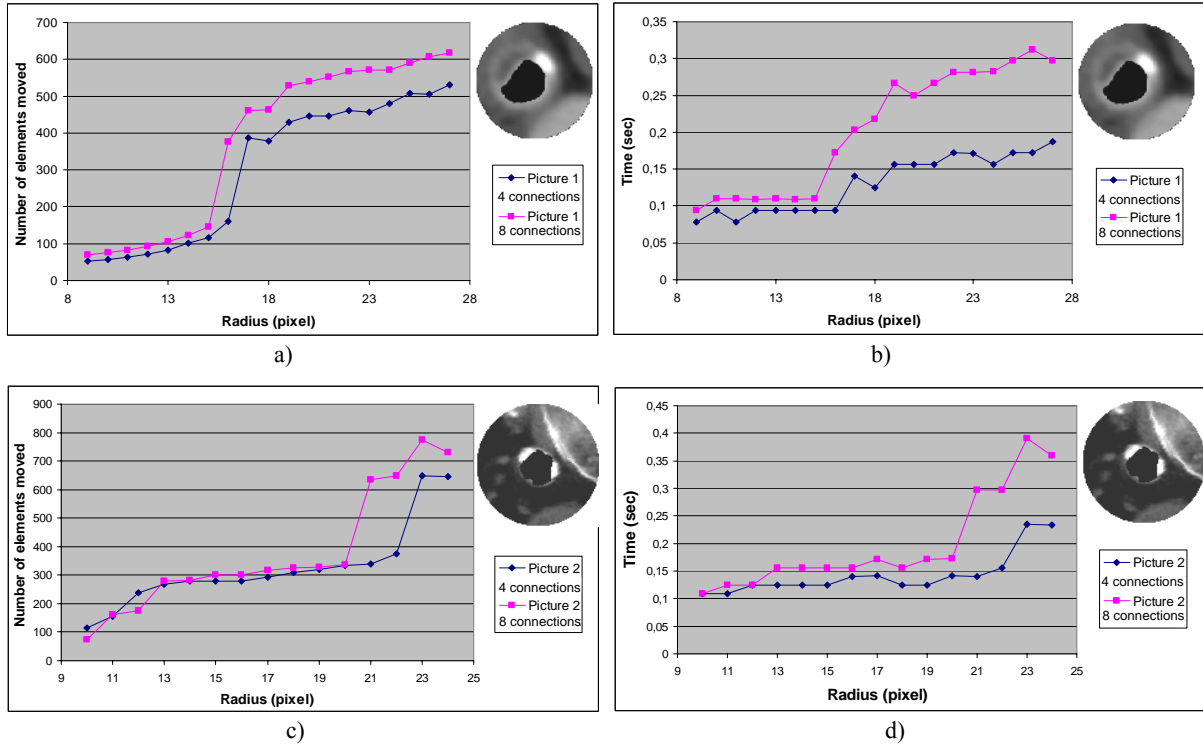 Number of elements moved
700
600
500
400
300
200
100
0
8 13 18 23 28
Radius (pixel)
Picture 1
4 connections
Picture 1
8 connections
a)
Time (sec)
0,35
0,3
0,25
0,2
0,15
0,1
0,05
0
8 13 18 23 28
Radius (pixel)
Picture 1
4 connections
Picture 1
8 connections
b)
Number of elements moved
900
800
700
600
500
400
300
200
100
0
9 11 13 15 17 19 21 23 25
Radius (pixel)
Picture 2
4 connections
Picture 2
8 connections
c)
Time (sec)
0,45
0,4
0,35
0,3
0,25
0,2
0,15
0,1
0,05
0
9 11 13 15 17 19 21 23 25
Radius (pixel)
Picture 2
4 connections
Picture 2
8 connections
d)